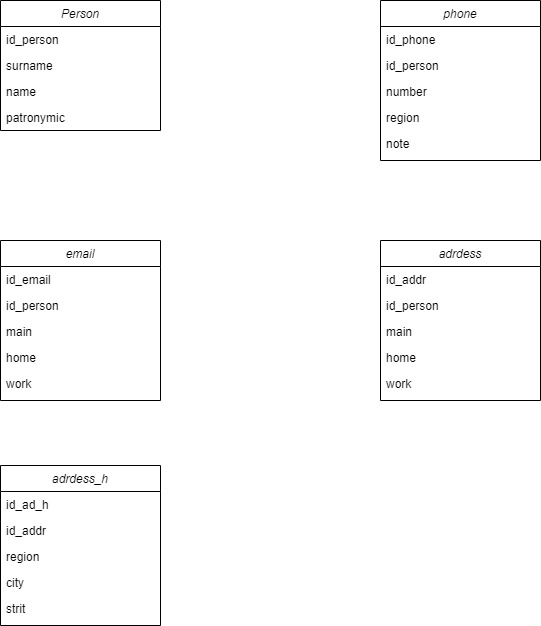 Person
id_person
surname
name
patronymic
phone
id_phone
id_person
number
region
note
email
id_email
id_person
main
home
work
adrdess
id_addr
id_person
main
home
work
adrdess_h
id_ad_h
id_addr
region
city
strit